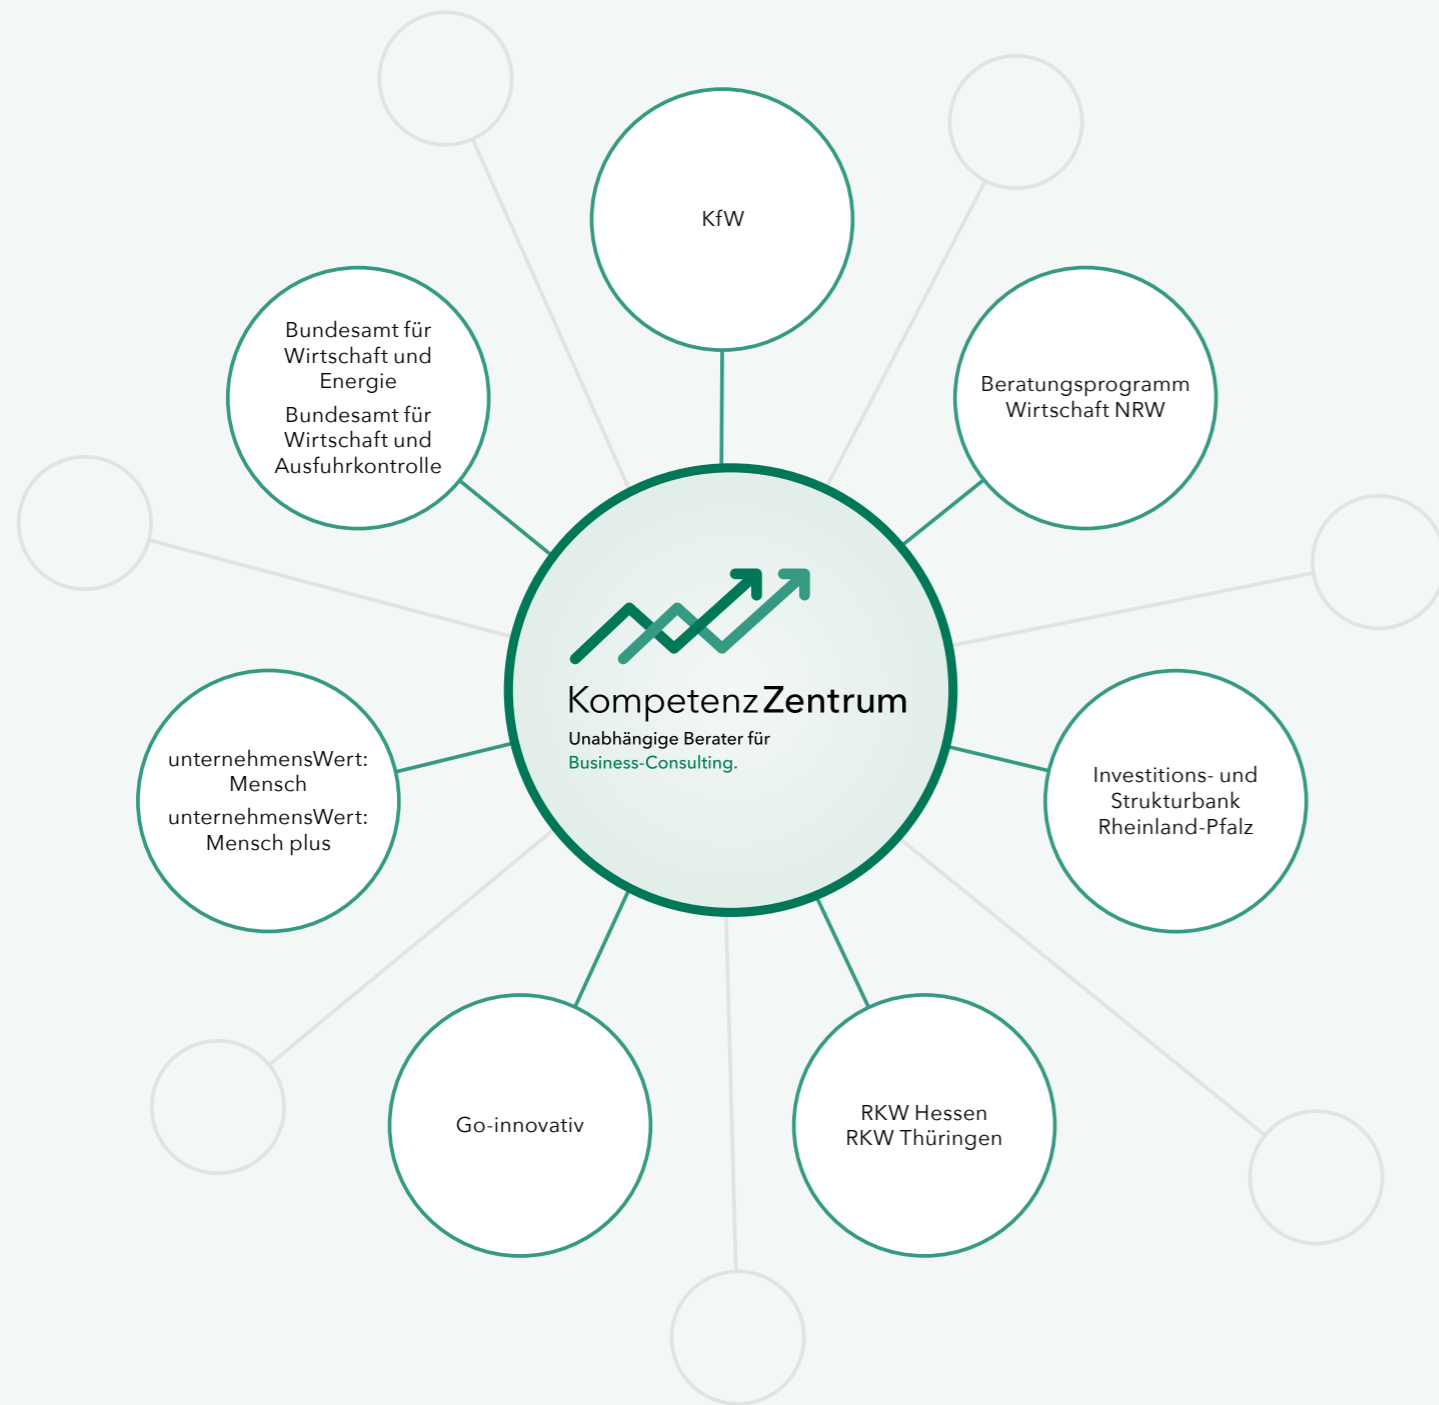 KfW
Bundesamt für
Wirtschaft und
Energie
Bundesamt für
Wirtschaft und
Ausfuhrkontrolle
Beratungsprogramm
Wirtschaft NRW
KompetenzZentrum
Unabhängige Berater für
Business-Consulting.
unternehmensWert:
Mensch
unternehmensWert:
Mensch plus
Investitions- und
Strukturbank
Rheinland-Pfalz
Go-innovativ
RKW Hessen
RKW Thüringen